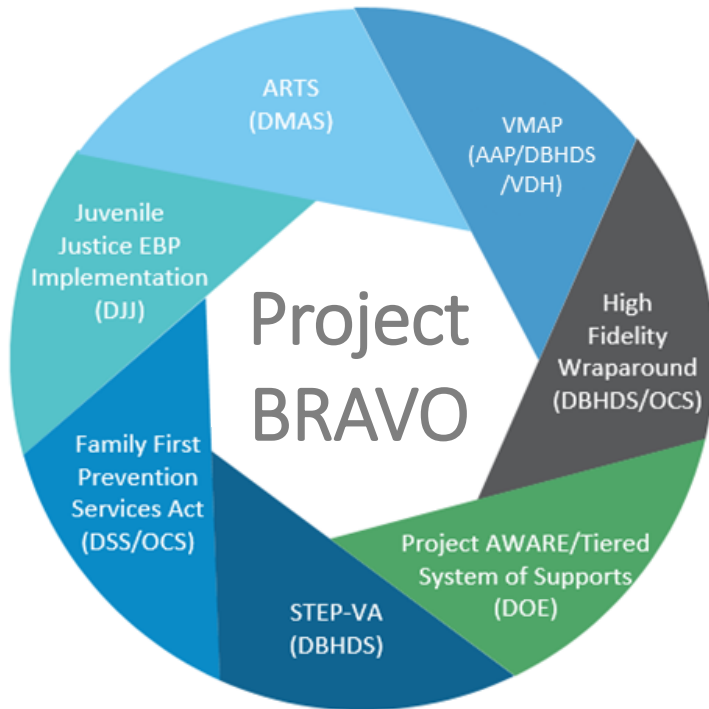 ARTS
(DMAS)
VMAP
(AAP/DBHDS
/VDH)
High
Fidelity
Wraparound
(DBHDS/OCS)
Project AWARE/Tiered
System of Supports
(DOE)
STEP-VA
(DBHDS)
Family First
Prevention
Services Act
(DSS/OCS)
Juvenile
Justice EBP
Implementation
(DJJ)
Project
BRAVO